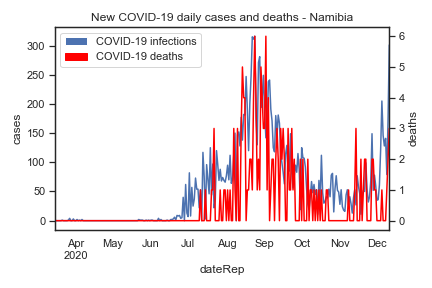 New COVID-19 daily cases and deaths - Namibia
COVID-19 infections
COVID-19 deaths
cases
300
250
200
150
100
50
0
6
5
4
3
2
1
0
deaths
Apr May Jun Jul Aug Sep Oct Nov Dec
2020
dateRep